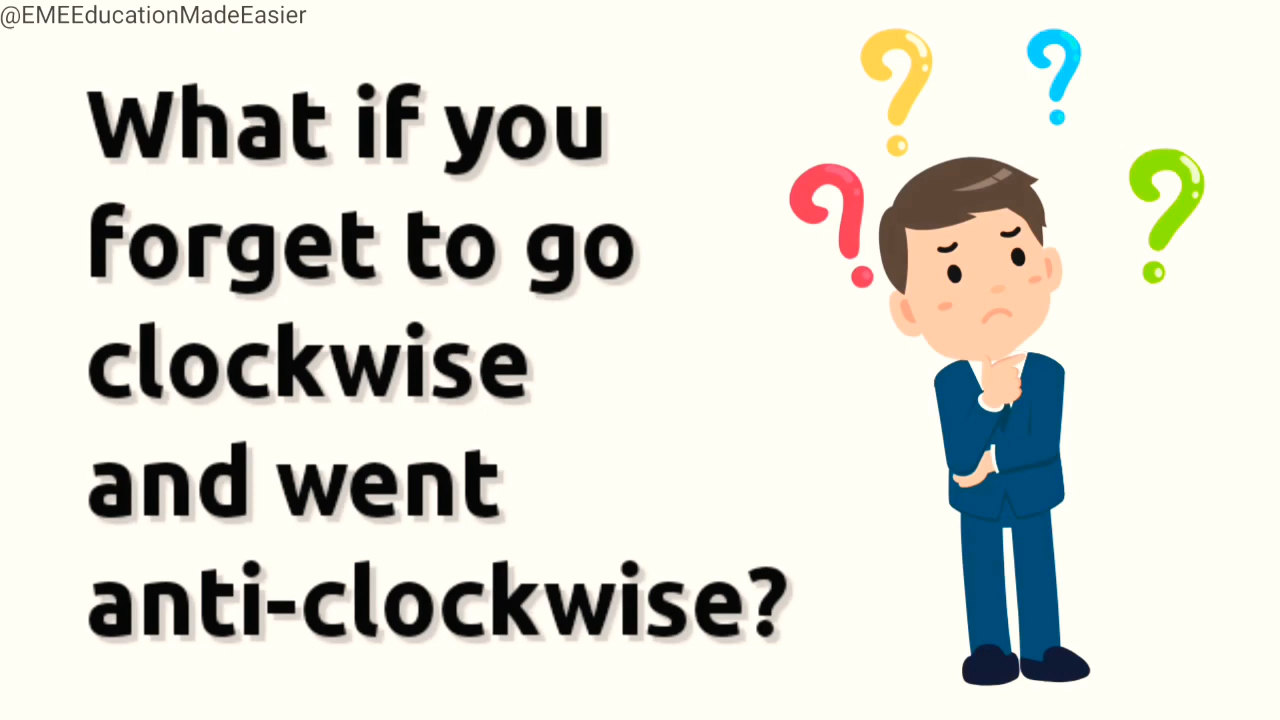 @EMEEducationMadeEasier
What if you
forget to go
clockwise
and went
anti-clockwise?